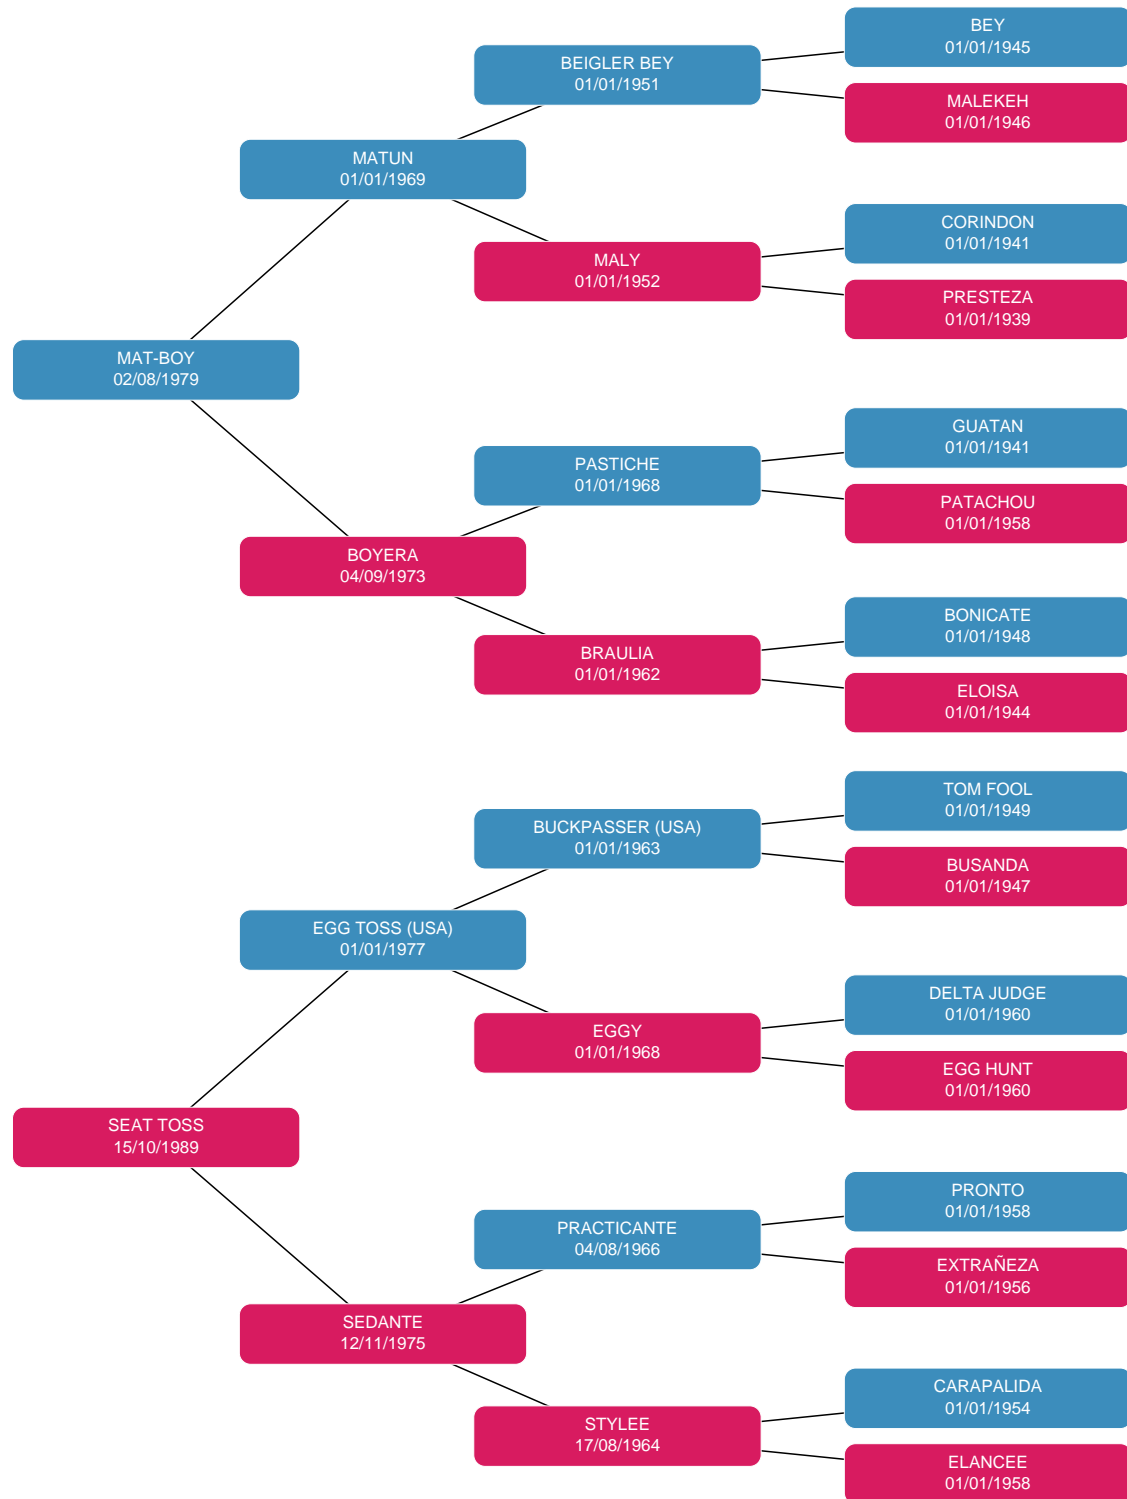 BEY
01/01/1945
BEIGLER BEY
01/01/1951
MALEKEH
01/01/1946
MATUN
01/01/1969
CORINDON
01/01/1941
MALY
01/01/1952
PRESTEZA
01/01/1939
MAT-BOY
02/08/1979
GUATAN
01/01/1941
PASTICHE
01/01/1968
PATACHOU
01/01/1958
BOYERA
04/09/1973
BONICATE
01/01/1948
BRAULIA
01/01/1962
ELOISA
01/01/1944
TOM FOOL
01/01/1949
BUCKPASSER (USA)
01/01/1963
BUSANDA
01/01/1947
EGG TOSS (USA)
01/01/1977
DELTA JUDGE
01/01/1960
EGGY
01/01/1968
EGG HUNT
01/01/1960
SEAT TOSS
15/10/1989
PRONTO
01/01/1958
PRACTICANTE
04/08/1966
EXTRAÑEZA
01/01/1956
SEDANTE
12/11/1975
CARAPALIDA
01/01/1954
STYLEE
17/08/1964
ELANCEE
01/01/1958